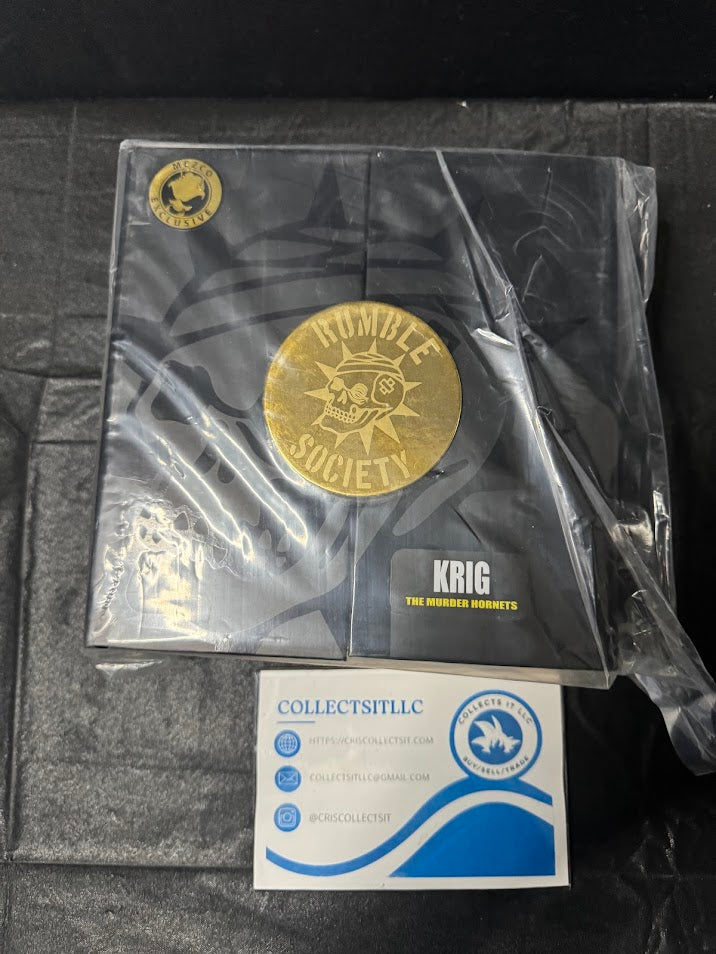 MEZCO
EXCLUSIVE
RUMBLE
SOCIETY
KRIG
THE MURDER HORNETS
COLLECTSITLLC
HTTPS://CRISCOLLECTSIT.COM
COLLECTSITLLC@GMAIL.COM
@CRISCOLLECTSIT
COLLECTS IT LLC
BUY/SELL/TRADE